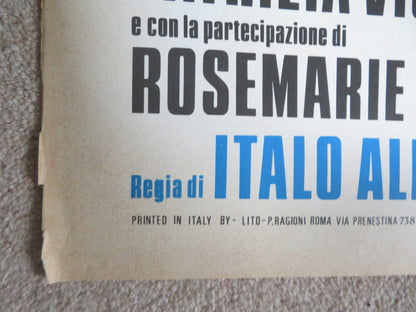 e con la partecipazione di
ROSEMARIE
Regia di ITALO
PRINTED IN ITALY BY - LITO - P.RAGIONI ROMA VIA PRENESTINA 738